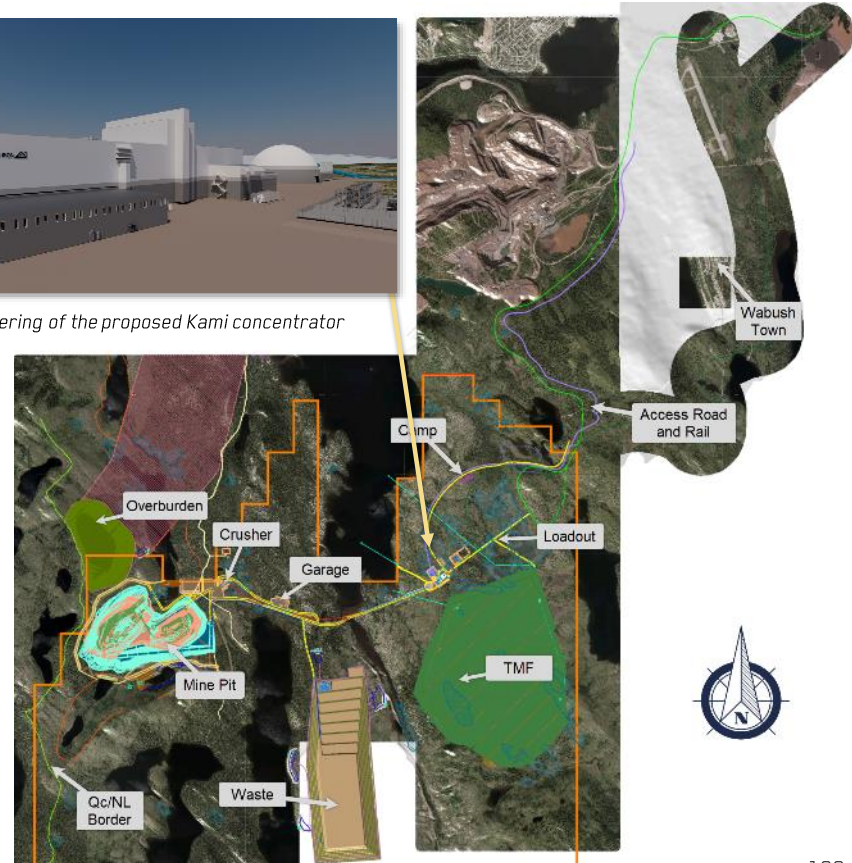 ering of the proposed Kami concentrator
Wabush
Town
Access Road
and Rail
Camp
Overburden
Crusher
Loadout
Garage
TMF
Mine Pit
Waste
Qc/NL
Border
N